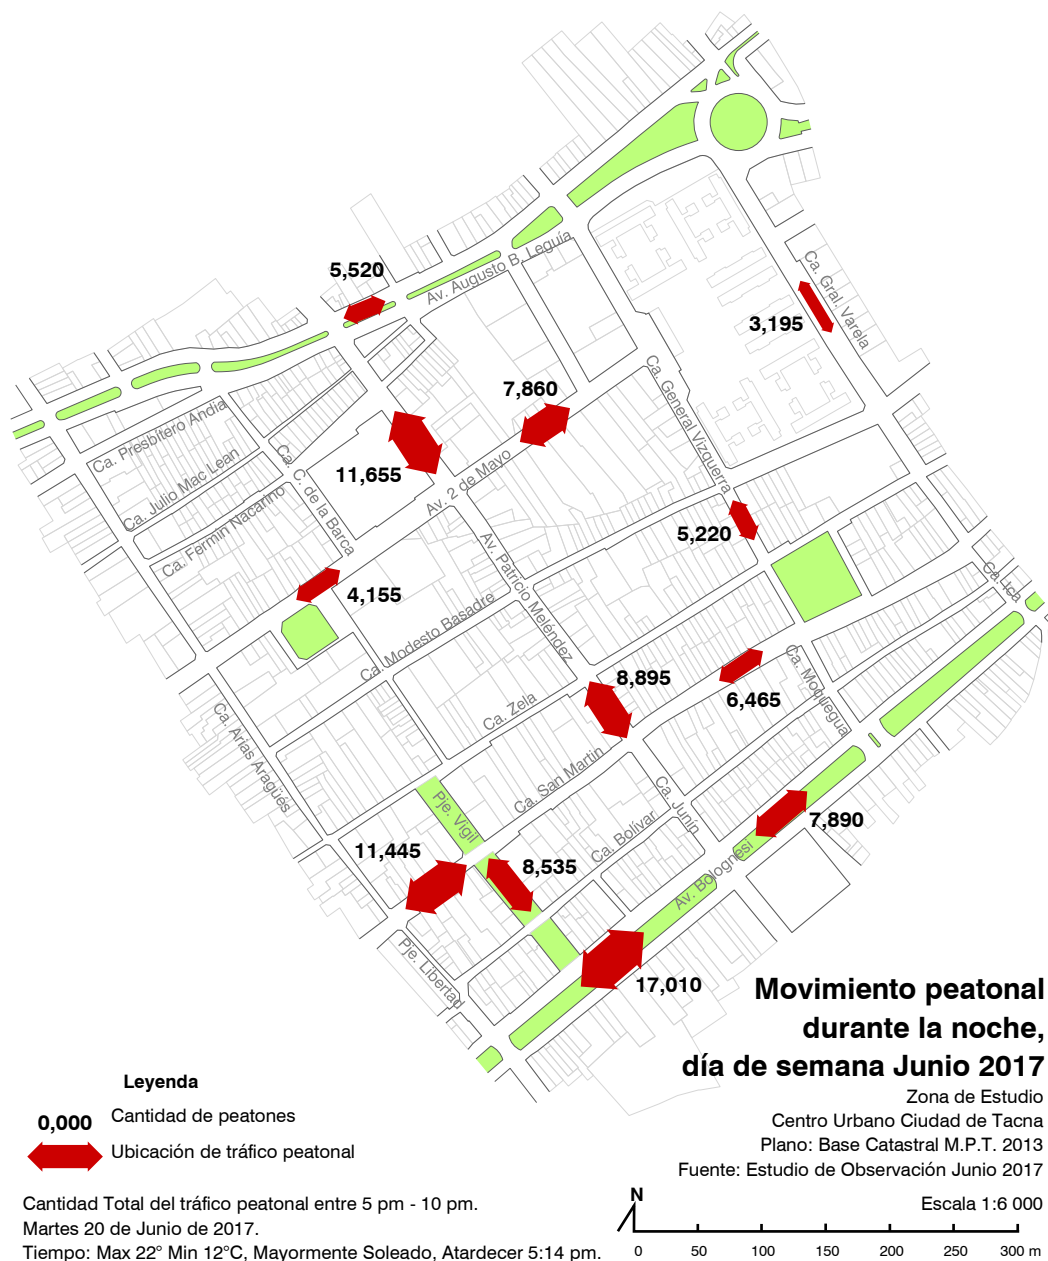 5,520
Av. Augusto B. Leguía
Ca. Gral. Varela
3,195
7,860
Ca. General Vizquerra
Ca. Presbítero Andia
Ca. Julio Mac Lean
Ca. Fermin Nacarino
Ca. C. de la Barca
11,655
Av. 2 de Mayo
5,220
Av. Patricio Meléndez
4,155
Ca. Modesto Basadre
Ca. Ica
8,895
6,465
Ca. Moquegua
Ca. Zela
Ca. Arias Aragüés
Ca. San Martin
Pje. Vigil
Ca. Junín
Ca. Bolívar
7,890
11,445
8,535
Av. Bolognesi
Pje. Libertad
17,010
Movimiento peatonal
durante la noche,
día de semana Junio 2017
Zona de Estudio
Centro Urbano Ciudad de Tacna
Plano: Base Catastral M.P.T. 2013
Fuente: Estudio de Observación Junio 2017
Leyenda
0,000 Cantidad de peatones
Ubicación de tráfico peatonal
Cantidad Total del tráfico peatonal entre 5 pm - 10 pm.
Martes 20 de Junio de 2017.
Tiempo: Max 22° Min 12°C, Mayormente Soleado, Atardecer 5:14 pm.
N
Escala 1:6 000
0 50 100 150 200 250 300 m